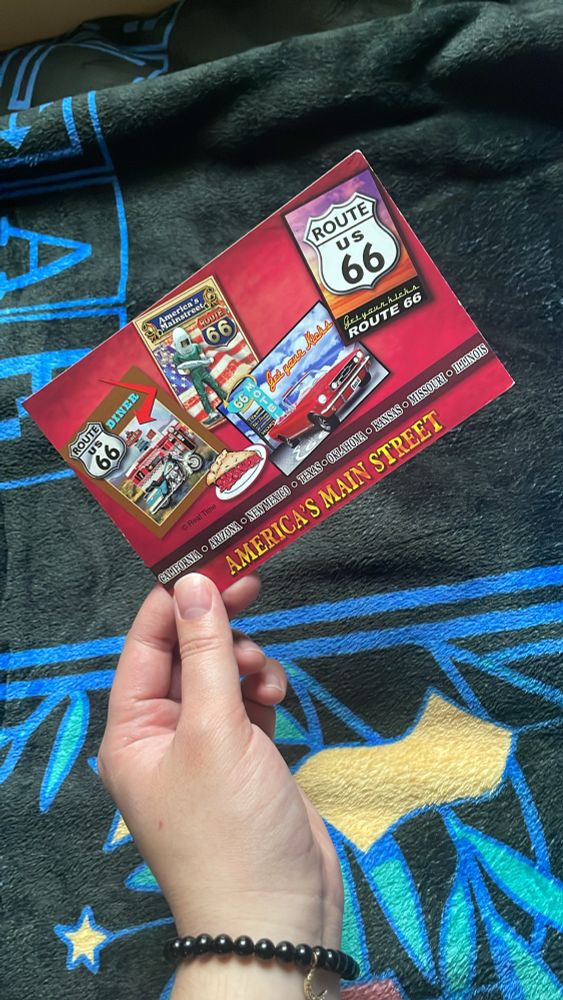 ROUTE
US
66
Get your kicks
ROUTE 66
America's
Mainstreet
ROUTE
66
Get your Kicks
66
MOTEL
ROUTE
US
66
DINER
© Real Time
CALIFORNIA ○ ARIZONA ○ NEW MEXICO ○ TEXAS ○ OKLAHOMA ○ KANSAS ○ MISSOURI ○ ILLINOIS
AMERICA'S MAIN STREET
A